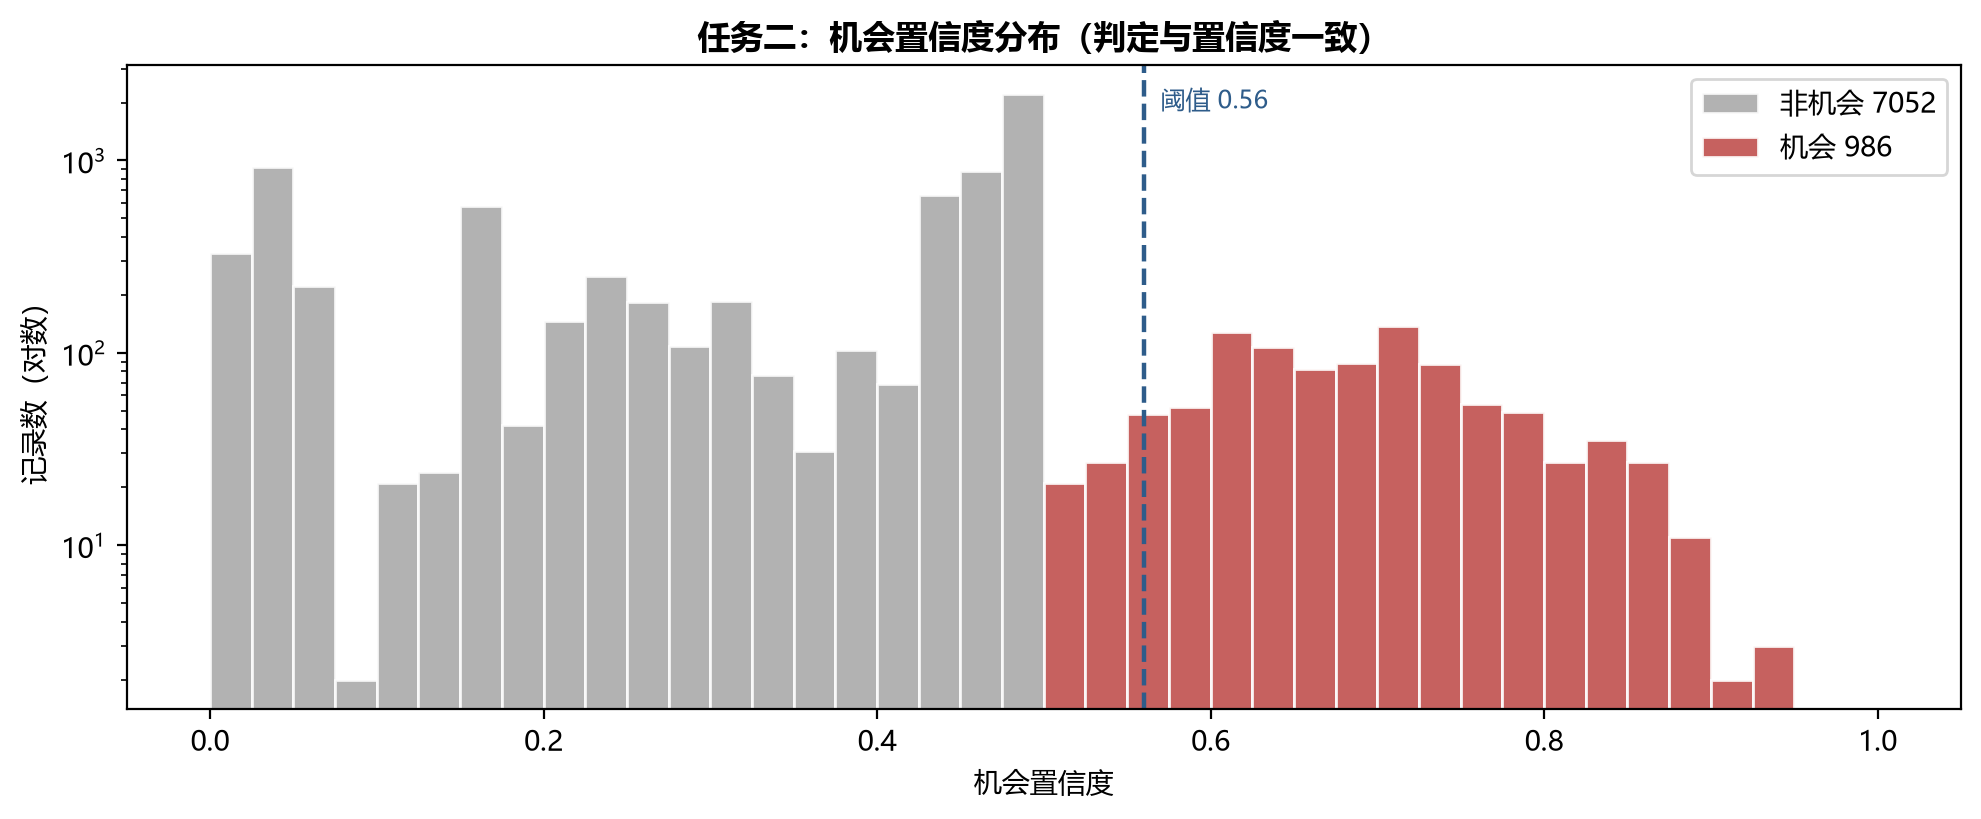 任务二：机会置信度分布（判定与置信度一致）
阈值 0.56
非机会 7052
机会 986
记录数（对数）
10³
10²
10¹
0.0 0.2 0.4 0.6 0.8 1.0
机会置信度